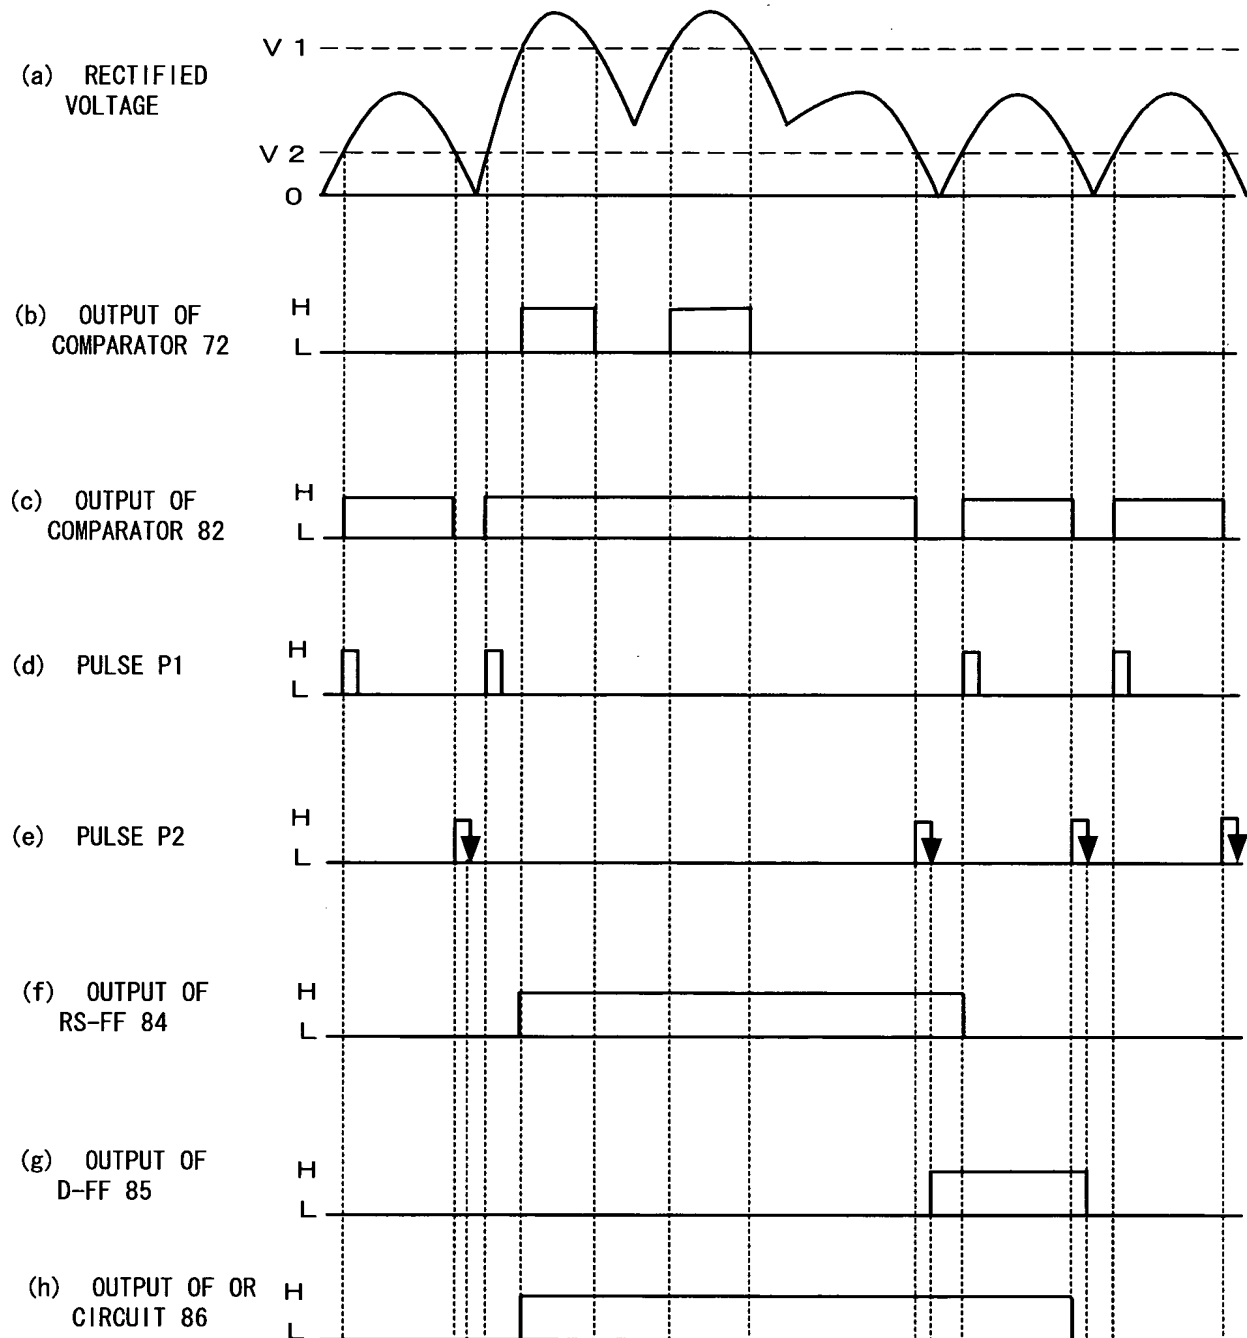 V 1
(a) RECTIFIED
VOLTAGE
V 2
0
(b) OUTPUT OF
COMPARATOR 72
H
L
(c) OUTPUT OF
COMPARATOR 82
H
L
(d) PULSE P1
H
L
(e) PULSE P2
H
L
(f) OUTPUT OF
RS-FF 84
H
L
(g) OUTPUT OF
D-FF 85
H
L
(h) OUTPUT OF OR
CIRCUIT 86
H
L